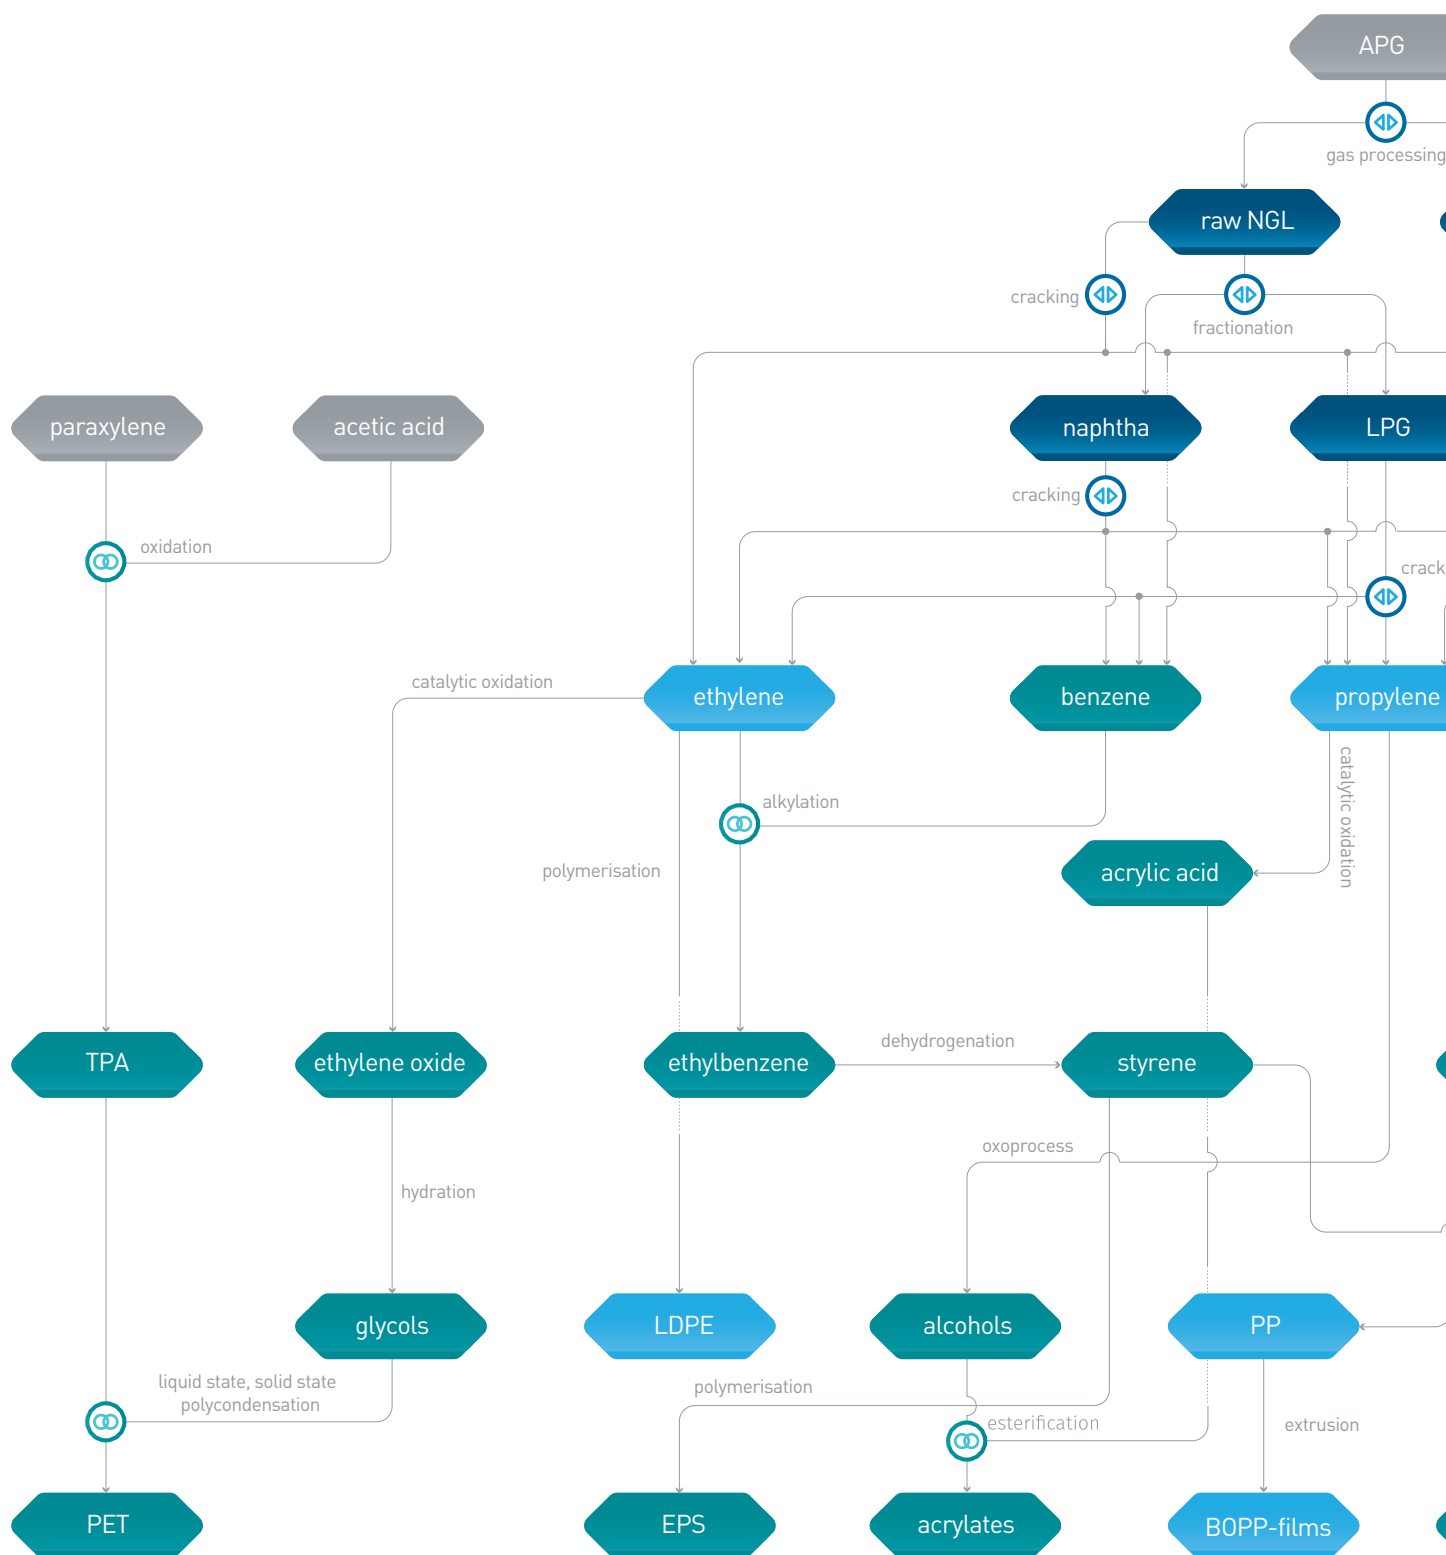 APG
gas processing
raw NGL
cracking
fractionation
paraxylene
acetic acid
naphtha
LPG
cracking
oxidation
crack
catalytic oxidation
ethylene
benzene
propylene
catalytic oxidation
alkylation
polymerisation
acrylic acid
TPA
ethylene oxide
ethylbenzene
dehydrogenation
styrene
oxoprocess
hydration
glycols
LDPE
alcohols
PP
liquid state, solid state
polycondensation
polymerisation
esterification
extrusion
PET
EPS
acrylates
BOPP-films